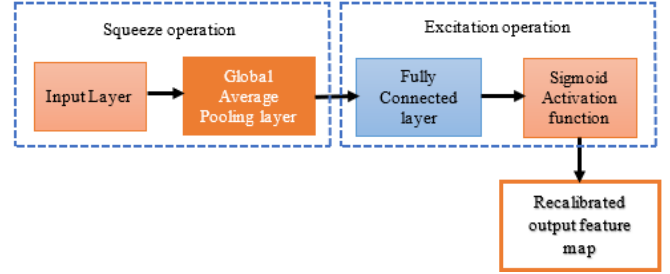 Squeeze operation
Excitation operation
Input Layer
Global
Average
Pooling layer
Fully
Connected
layer
Sigmoid
Activation
function
Recalibrated
output feature
map